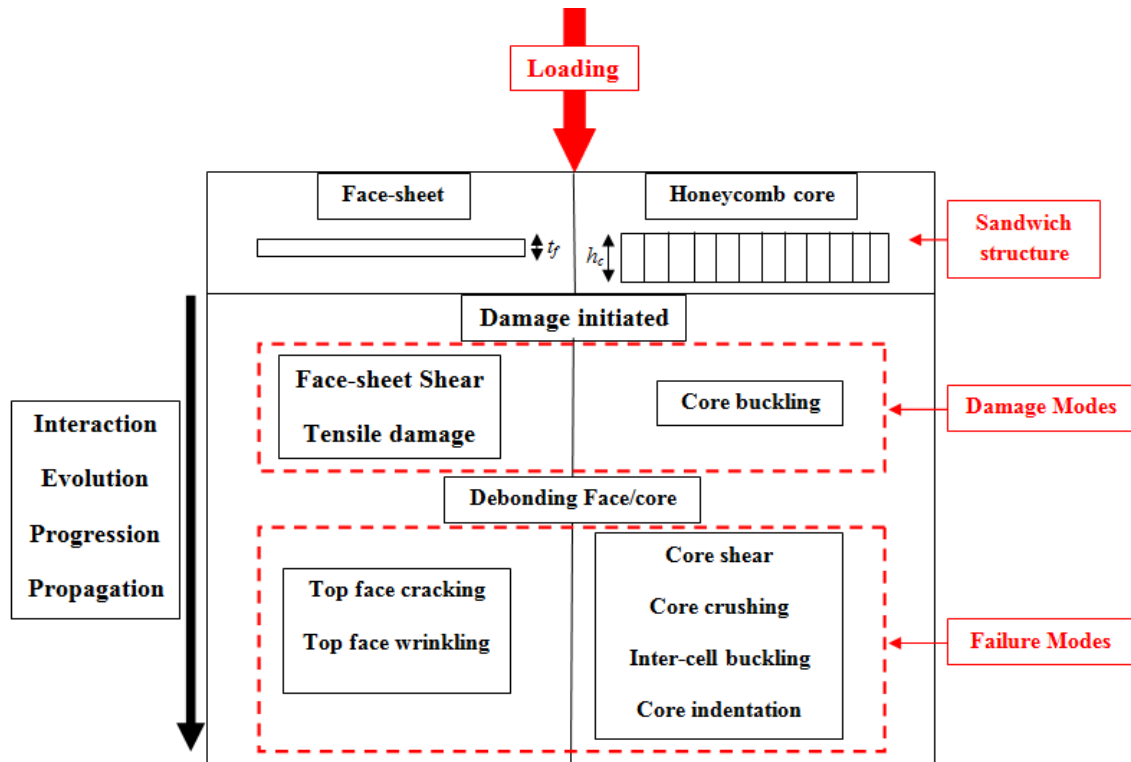 Loading
Face-sheet
Honeycomb core
t_f
h_c
Sandwich
structure
Damage initiated
Face-sheet Shear
Tensile damage
Core buckling
Damage Modes
Interaction
Evolution
Progression
Propagation
Debonding Face/core
Top face cracking
Top face wrinkling
Core shear
Core crushing
Inter-cell buckling
Core indentation
Failure Modes